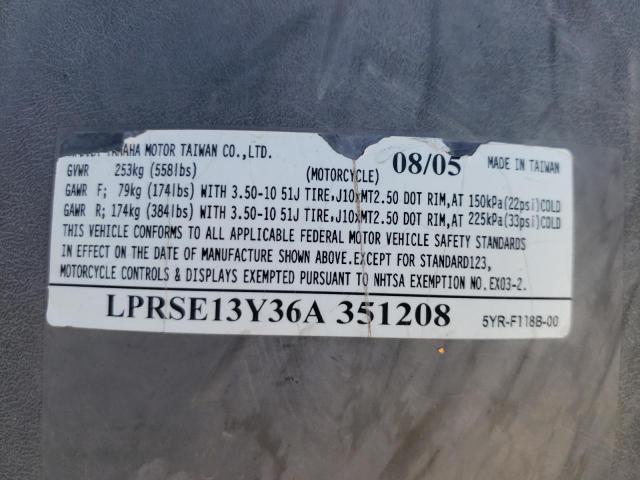 YAMAHA MOTOR TAIWAN CO.,LTD.
GVWR 253kg (558lbs) (MOTORCYCLE) 08/05 MADE IN TAIWAN
GAWR F; 79kg (174lbs) WITH 3.50-10 51J TIRE,J10xMT2.50 DOT RIM,AT 150kPa(22psi)COLD
GAWR R; 174kg (384lbs) WITH 3.50-10 51J TIRE,J10xMT2.50 DOT RIM,AT 225kPa(33psi)COLD
THIS VEHICLE CONFORMS TO ALL APPLICABLE FEDERAL MOTOR VEHICLE SAFETY STANDARDS
IN EFFECT ON THE DATE OF MANUFACTURE SHOWN ABOVE.EXCEPT FOR STANDARD123,
MOTORCYCLE CONTROLS & DISPLAYS EXEMPTED PURSUANT TO NHTSA EXEMPTION NO.EX03-2.
LPRSE13Y36A 351208 5YR-F118B-00